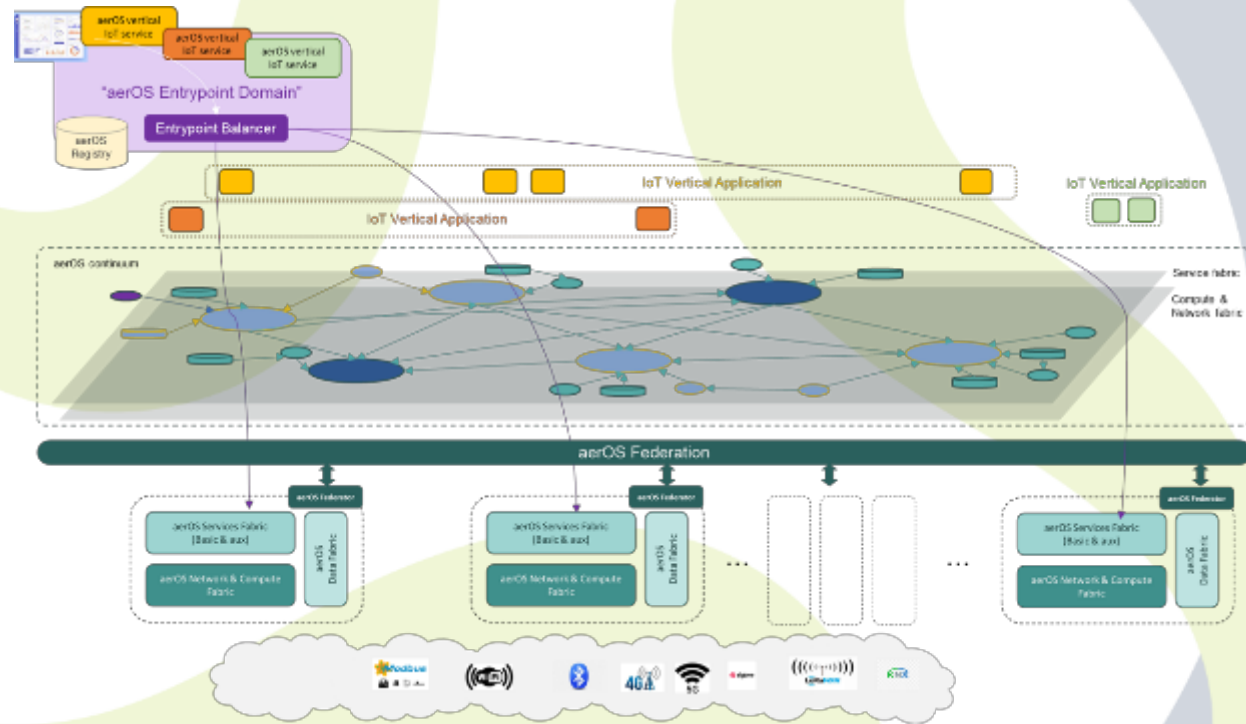 aerOS vertical
IoT service
aerOS vertical
IoT service
aerOS vertical
IoT service
"aerOS Entrypoint Domain"
Entrypoint Balancer
aerOS
Registry
IoT Vertical Application
IoT Vertical Application
IoT Vertical Application
aerOS continuum
Service fabric
Compute &
Network fabric
aerOS Federation
aerOS Federator
aerOS Services Fabric
(Basic & aux)
aerOS Network & Compute
Fabric
aerOS
Data Fabric
aerOS Federator
aerOS Services Fabric
(Basic & aux)
aerOS Network & Compute
Fabric
aerOS
Data Fabric
...
...
aerOS Federator
aerOS Services Fabric
(Basic & aux)
aerOS Network & Compute
Fabric
aerOS
Data Fabric
Modbus
WiFi
4G
5G